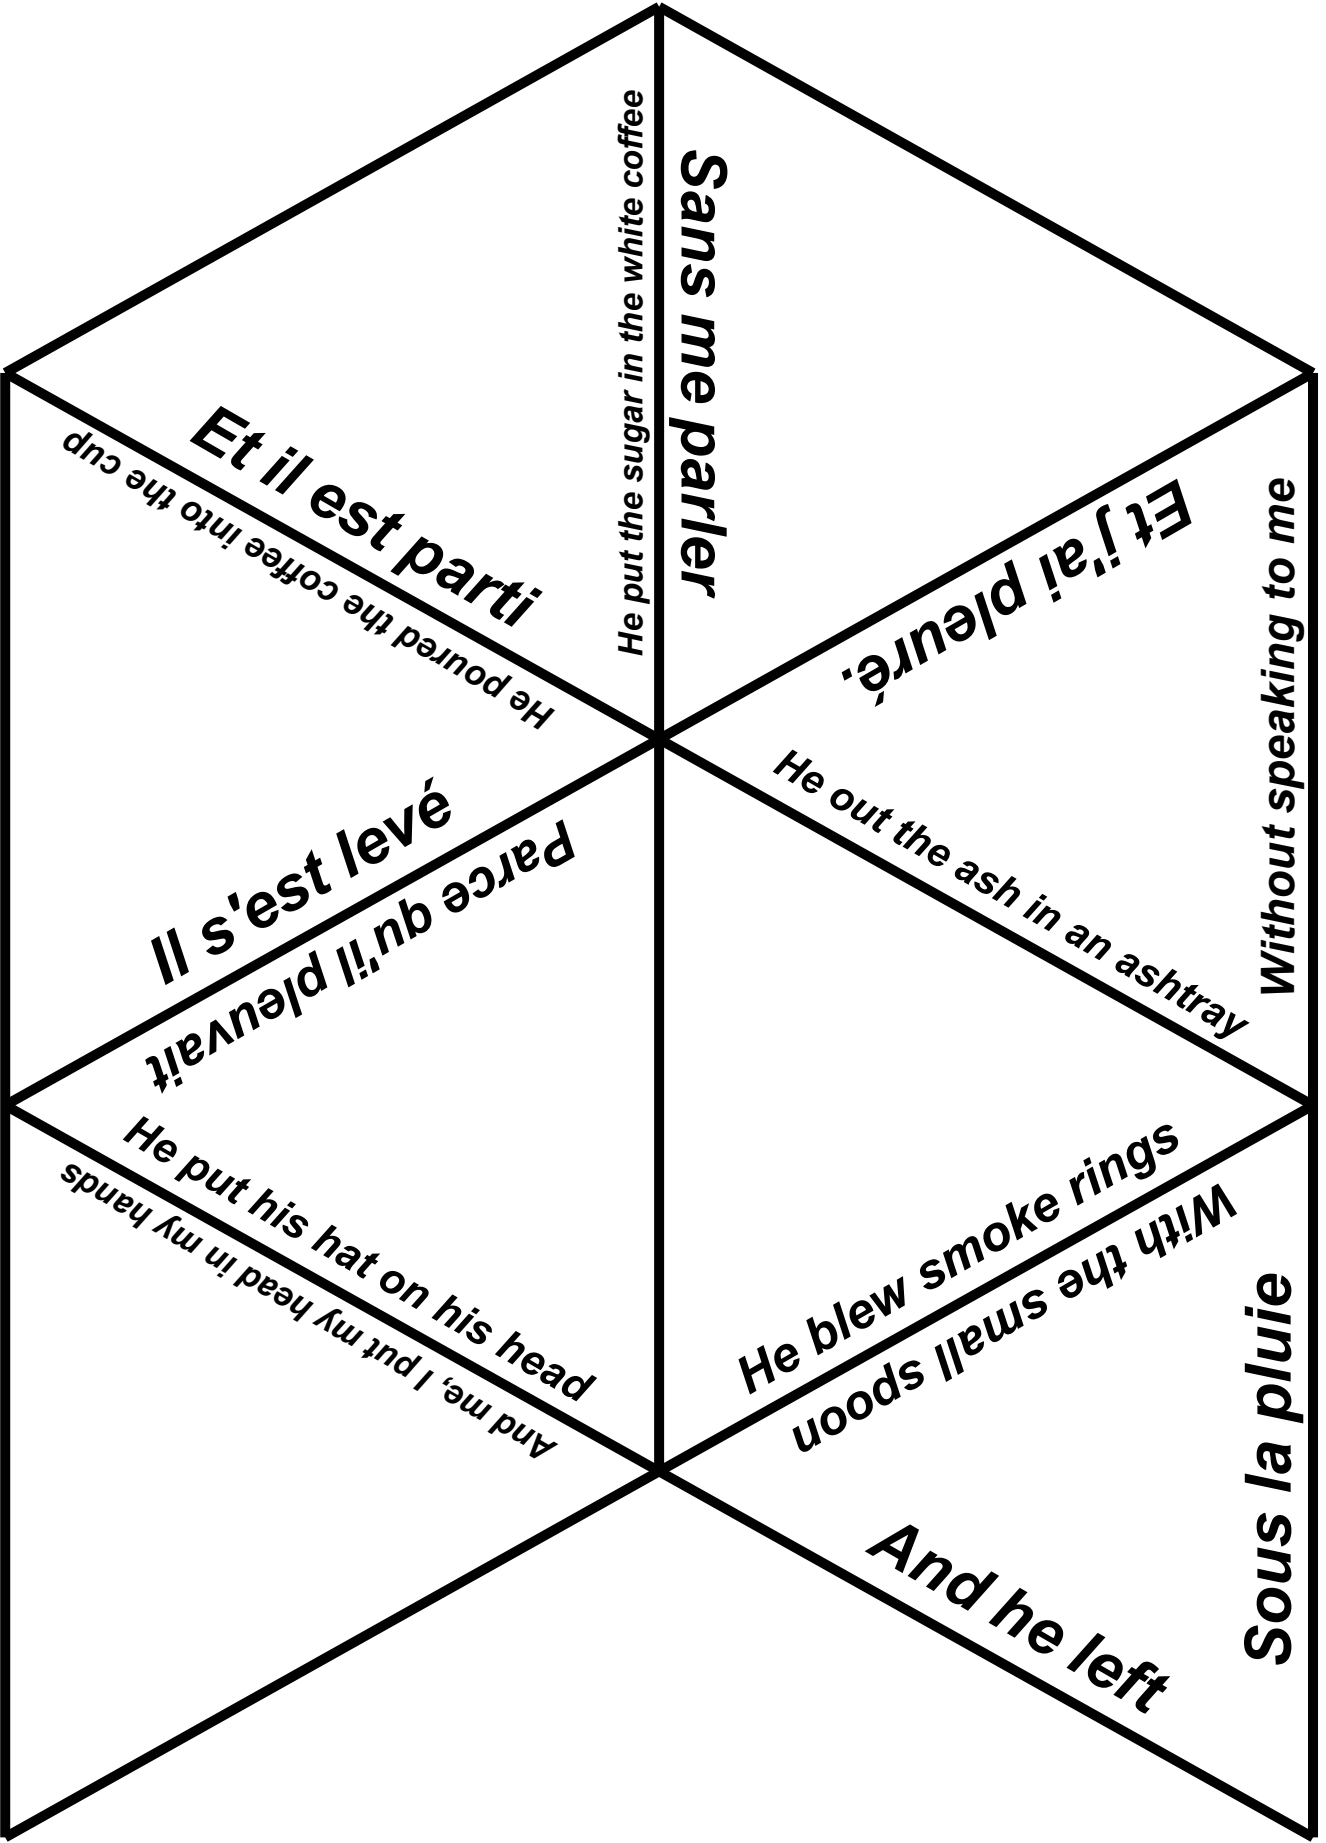 He put the sugar in the white coffee
Sans me parler
Et il est parti
He poured the coffee into the cup
Et j'ai pleuré.
Without speaking to me
Il s'est levé
Parce qu'il pleuvait
He out the ash in an ashtray
He put his hat on his head
And me, I put my head in my hands
He blew smoke rings
With the small spoon
Sous la pluie
And he left